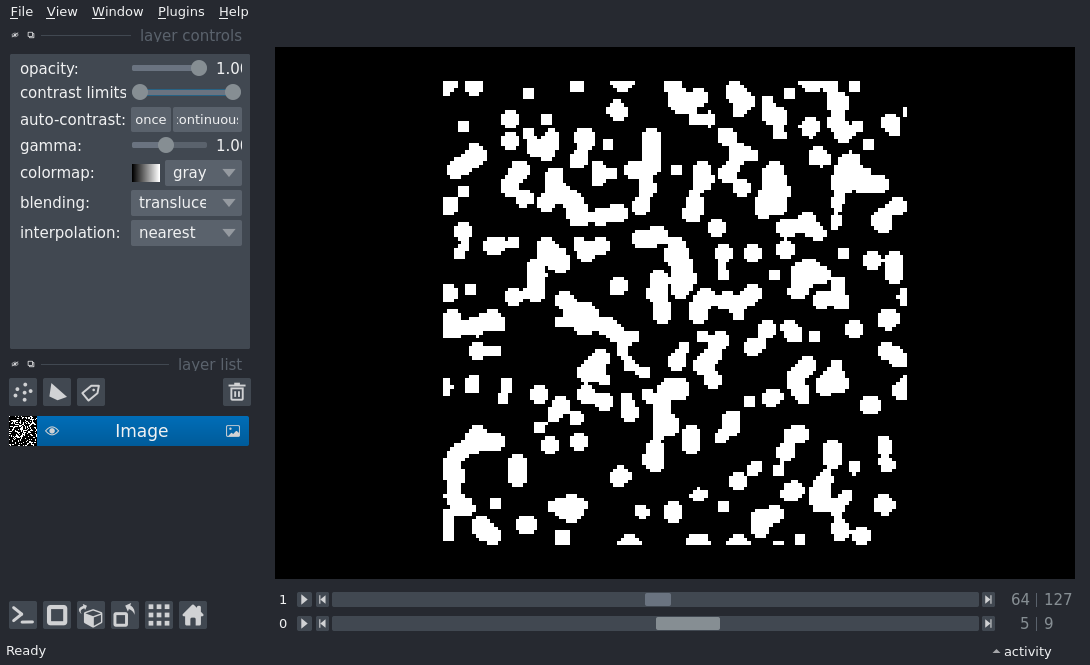 File View Window Plugins Help
layer controls
opacity: 1.00
contrast limits
auto-contrast: once continuous
gamma: 1.00
colormap: gray
blending: transluce
interpolation: nearest
layer list
Image
1 64 | 127
0 5 | 9
Ready activity